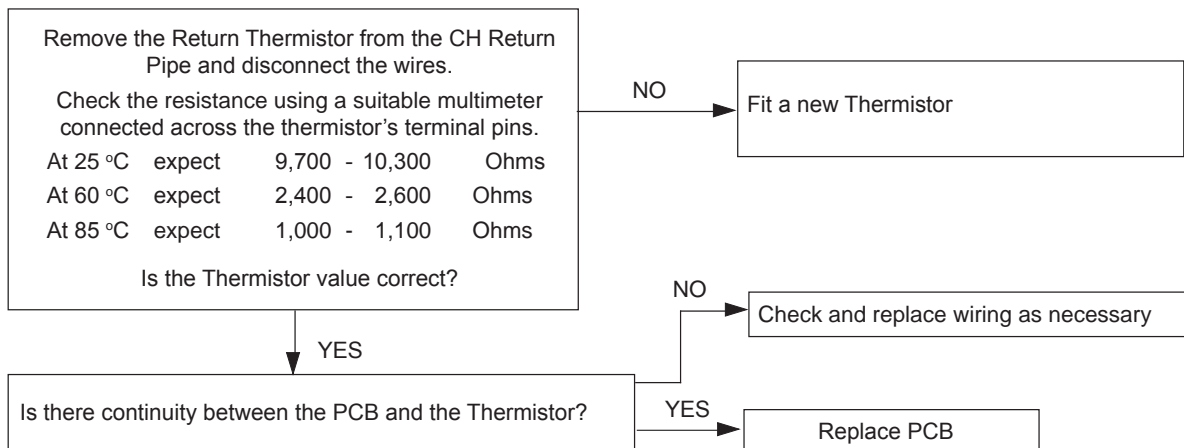 Remove the Return Thermistor from the CH Return
Pipe and disconnect the wires.
Check the resistance using a suitable multimeter
connected across the thermistor's terminal pins.
At 25 °C expect 9,700 - 10,300 Ohms
At 60 °C expect 2,400 - 2,600 Ohms
At 85 °C expect 1,000 - 1,100 Ohms
Is the Thermistor value correct?
NO
Fit a new Thermistor
YES
Is there continuity between the PCB and the Thermistor?
NO
Check and replace wiring as necessary
YES
Replace PCB